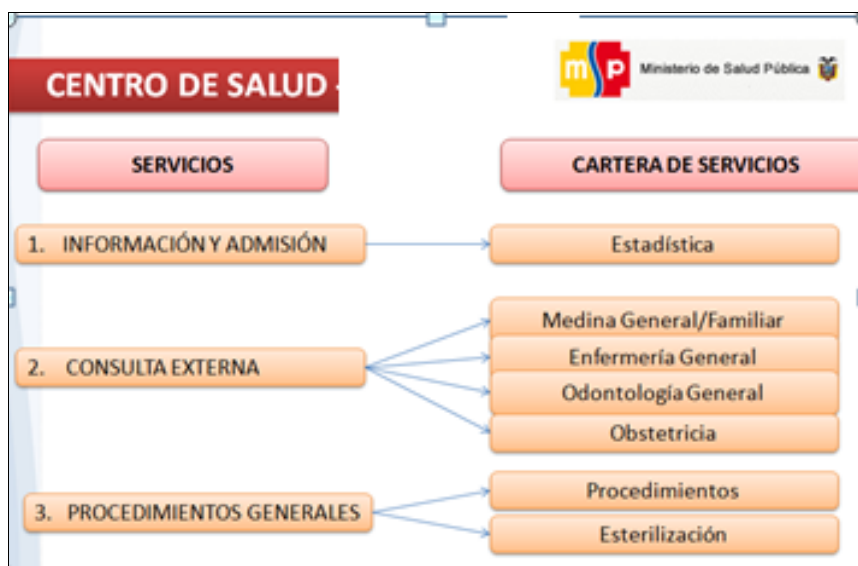 CENTRO DE SALUD -
msp Ministerio de Salud Pública
SERVICIOS
CARTERA DE SERVICIOS
1. INFORMACIÓN Y ADMISIÓN
Estadística
2. CONSULTA EXTERNA
Medina General/Familiar
Enfermería General
Odontología General
Obstetricia
3. PROCEDIMIENTOS GENERALES
Procedimientos
Esterilización